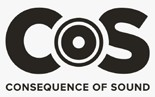 COS
CONSEQUENCE OF SOUND